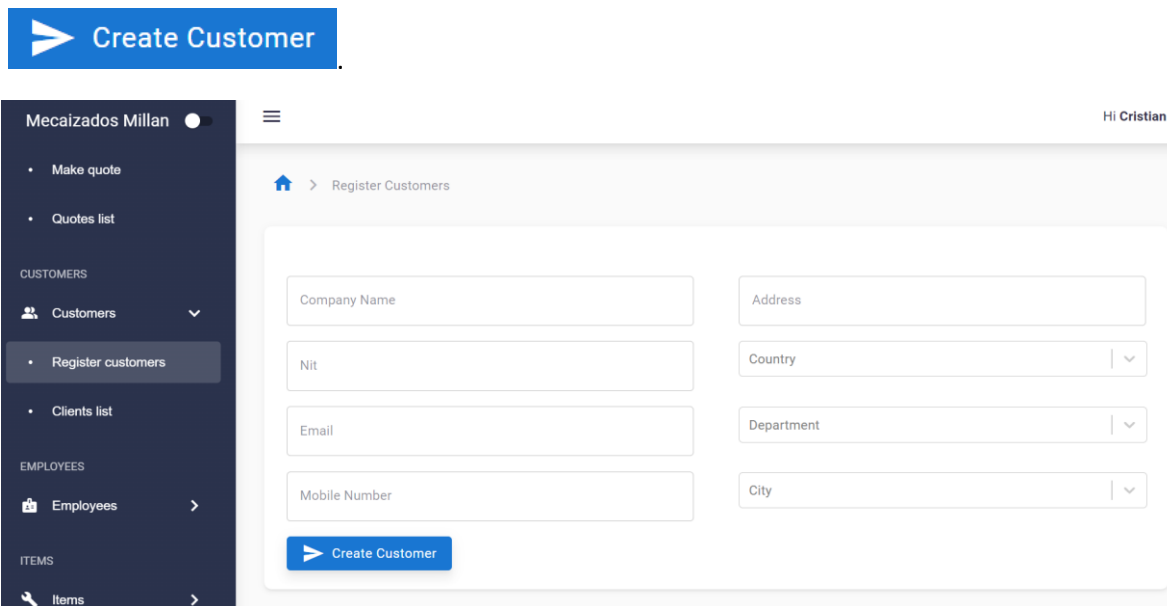 Create Customer
.
Mecaizados Millan
Hi Cristian
Make quote
Register Customers
Quotes list
CUSTOMERS
Customers
Register customers
Clients list
EMPLOYEES
Employees
ITEMS
Items
Company Name
Address
Nit
Country
Email
Department
Mobile Number
City
Create Customer